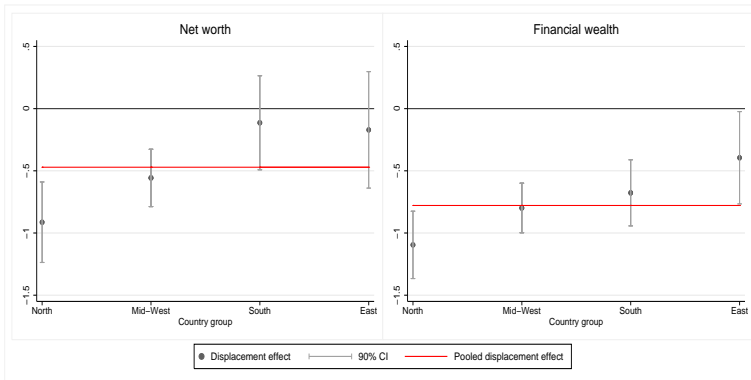 Net worth
.5
0
−.5
−1
−1.5
North Mid−West South East
Country group
Financial wealth
.5
0
−.5
−1
−1.5
North Mid−West South East
Country group
Displacement effect 90% CI Pooled displacement effect